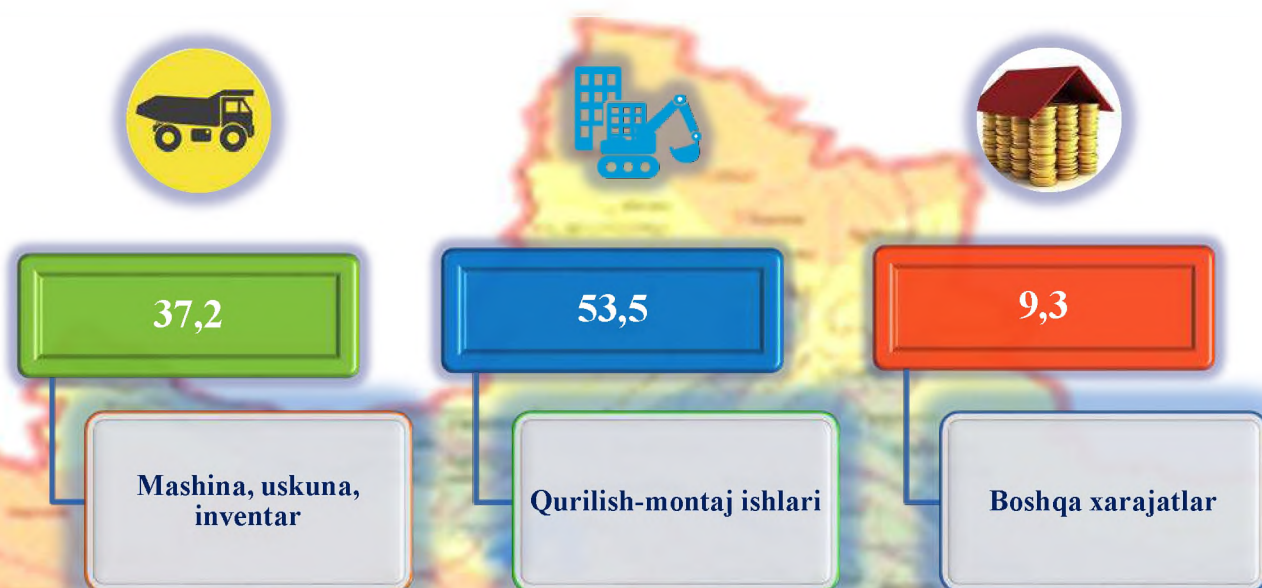 37,2
53,5
9,3
Mashina, uskuna,
inventar
Qurilish-montaj ishlari
Boshqa xarajatlar